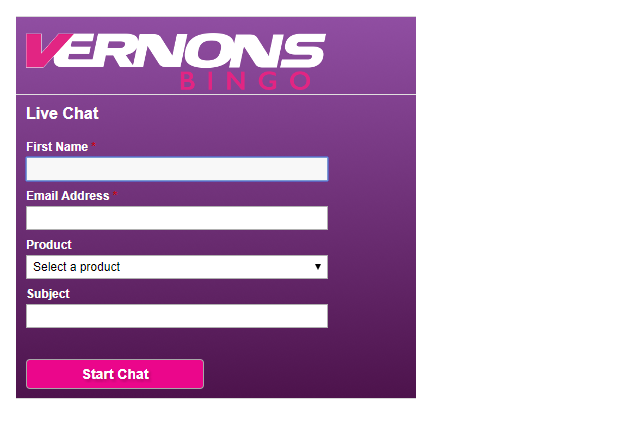 VERNONS
BINGO
Live Chat
First Name *
Email Address *
Product
Select a product
Subject
Start Chat